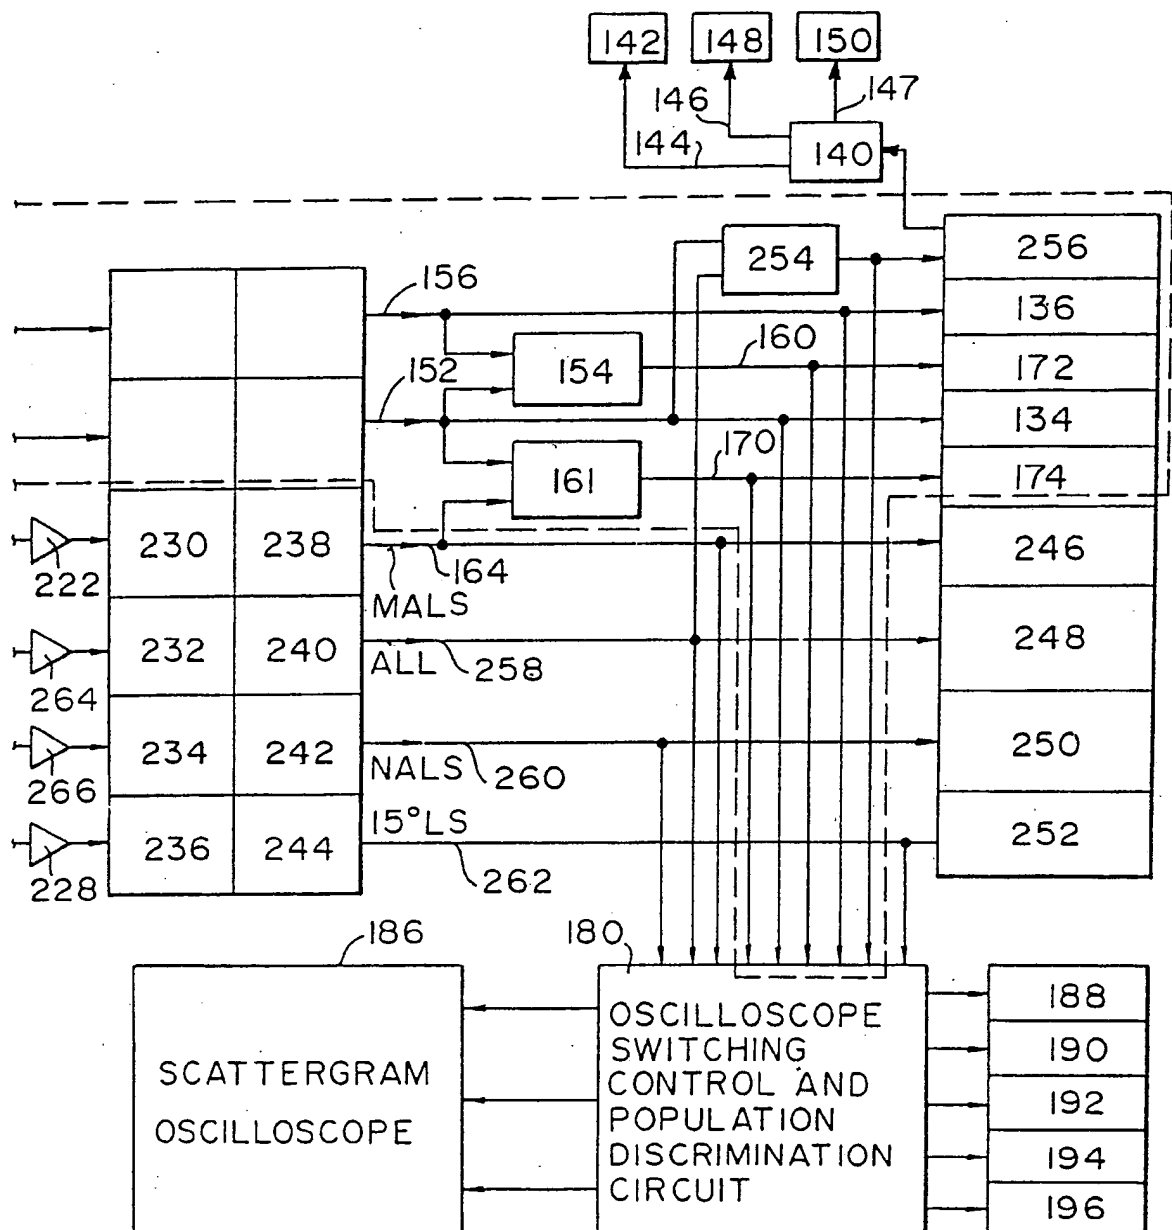 142 148 150
146 147
144 140
254 256
156 136
154 160 172
152 134
161 170 174
230 238 164 246
222 MALS
232 240 ALL 258 248
264
234 242 NALS 260 250
266
236 244 15°LS 262 252
228
186 180
188
190
192
194
196
SCATTERGRAM
OSCILLOSCOPE
OSCILLOSCOPE
SWITCHING
CONTROL AND
POPULATION
DISCRIMINATION
CIRCUIT